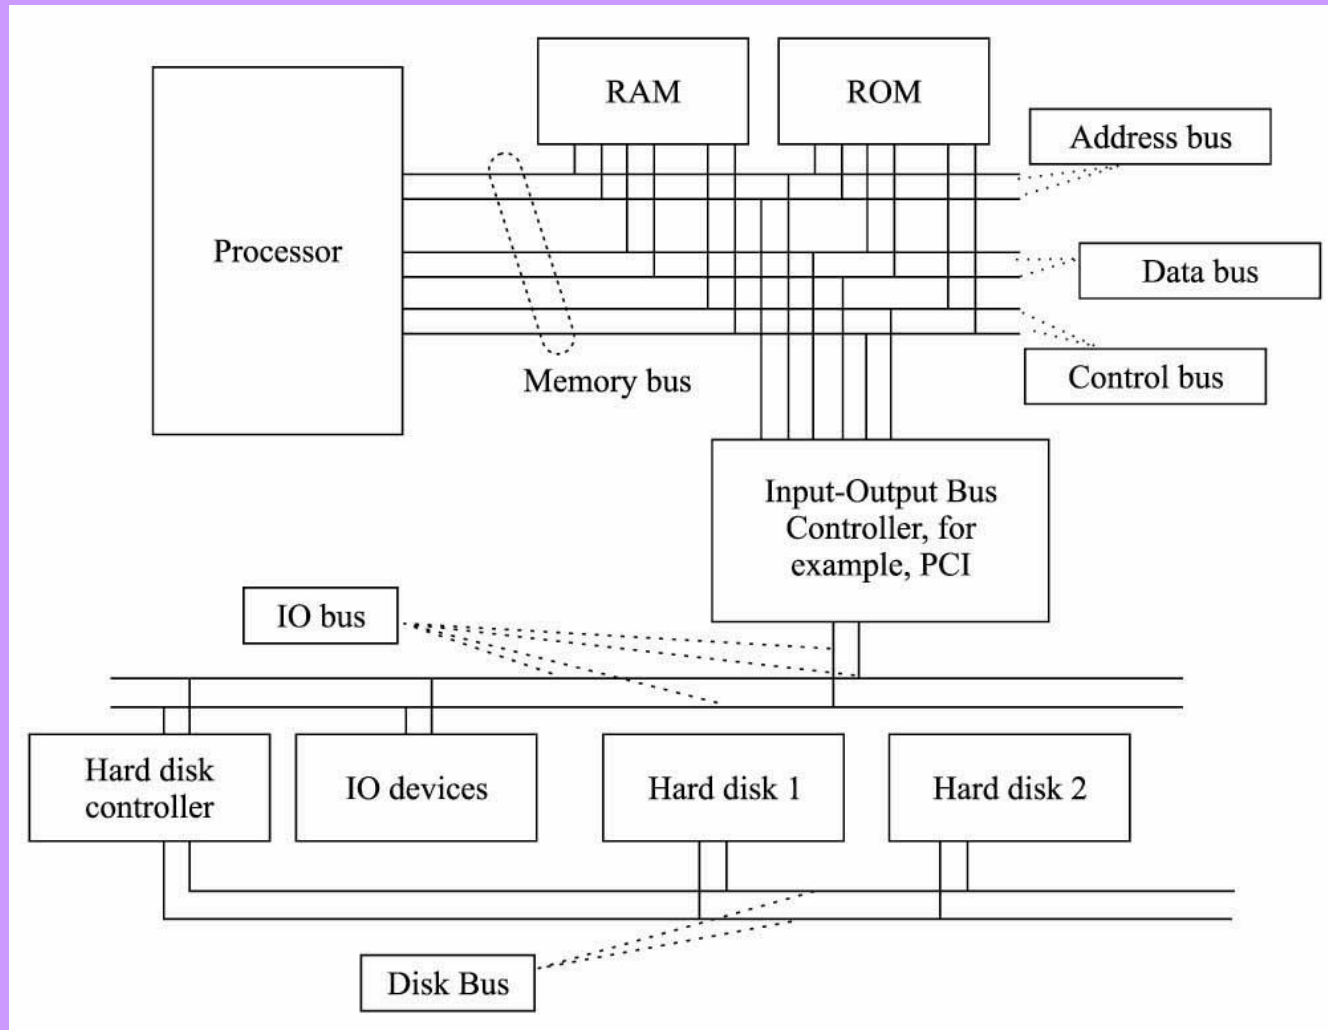 RAM
ROM
Address bus
Processor
Data bus
Memory bus
Control bus
Input-Output Bus
Controller, for
example, PCI
IO bus
Hard disk
controller
IO devices
Hard disk 1
Hard disk 2
Disk Bus